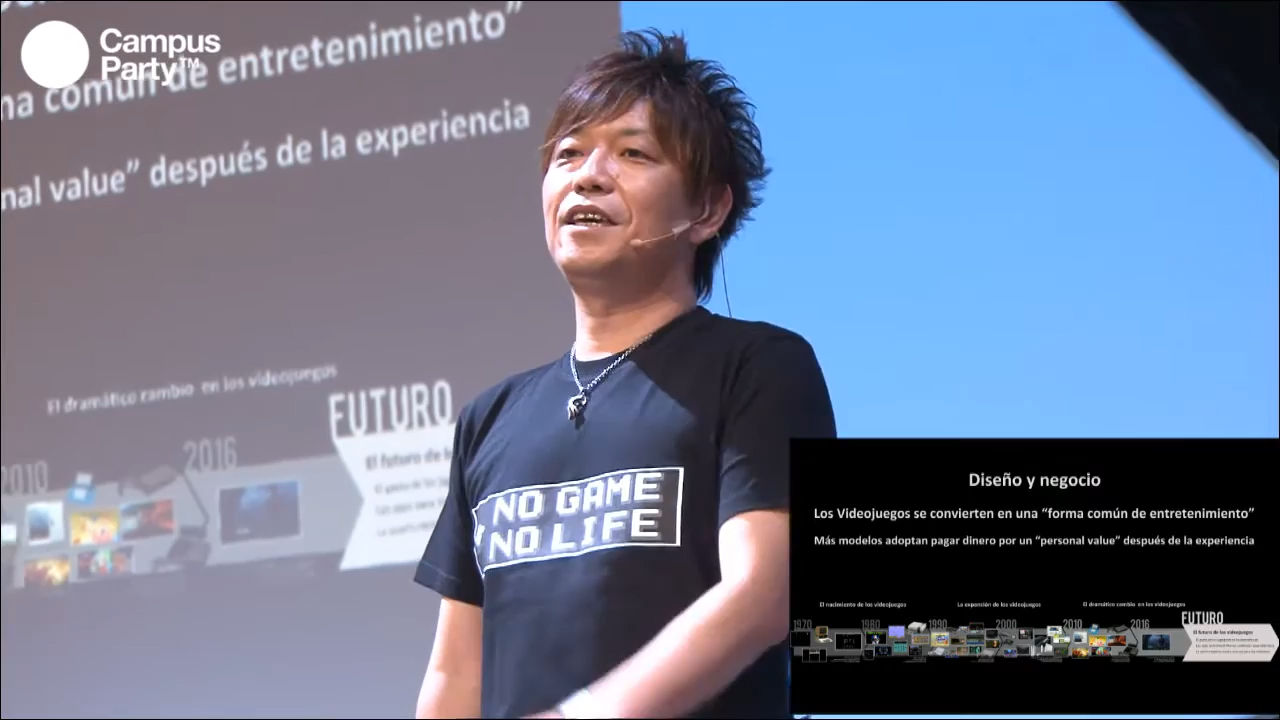 Campus
Party™
ma común de entretenimiento”
nal value” después de la experiencia
El dramático cambio en los videojuegos
FUTURO
2010
2016
El futuro de l
NO GAME
NO LIFE
Diseño y negocio
Los Videojuegos se convierten en una “forma común de entretenimiento”
Más modelos adoptan pagar dinero por un “personal value” después de la experiencia
El nacimiento de los videojuegos
La expansión de los videojuegos
El dramático cambio en los videojuegos
1970
1980
1990
2000
2010
2016
FUTURO
El futuro de los videojuegos